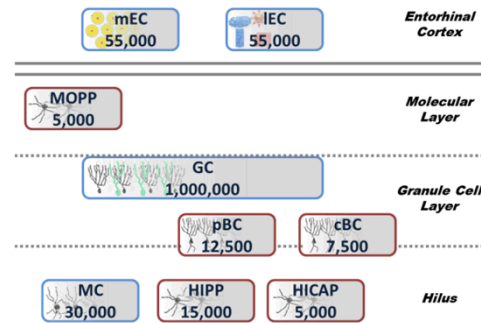 mEC
55,000
lEC
55,000
Entorhinal
Cortex
MOPP
5,000
Molecular
Layer
GC
1,000,000
Granule Cell
Layer
pBC
12,500
cBC
7,500
MC
30,000
HIPP
15,000
HICAP
5,000
Hilus